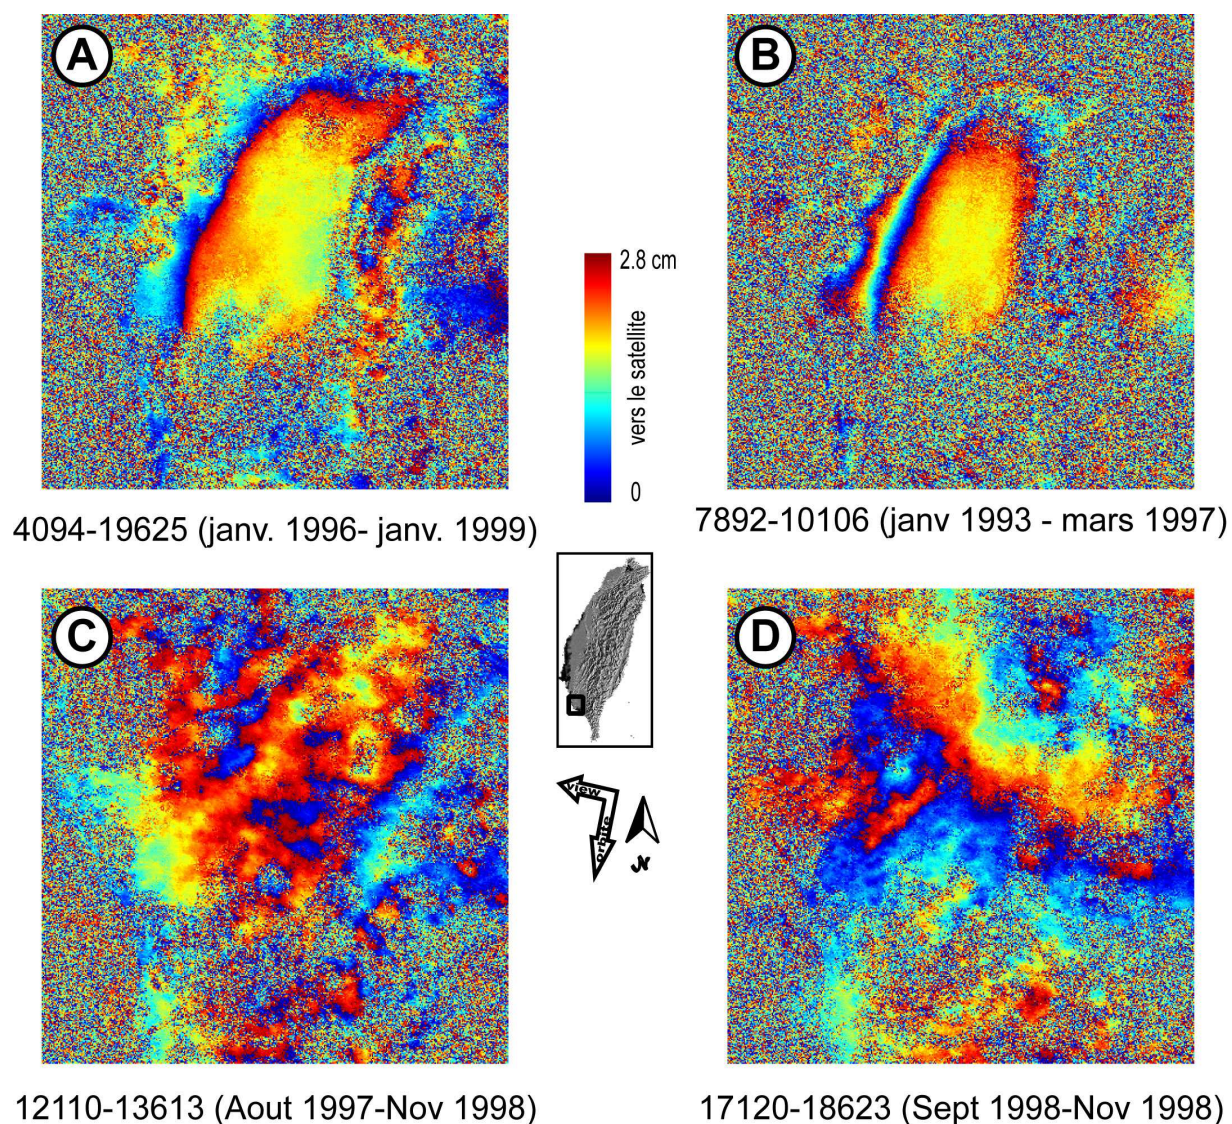 A
B
2.8 cm
vers le satellite
0
4094-19625 (janv. 1996- janv. 1999)
7892-10106 (janv 1993 - mars 1997)
C
D
view
orbite
N
12110-13613 (Aout 1997-Nov 1998)
17120-18623 (Sept 1998-Nov 1998)